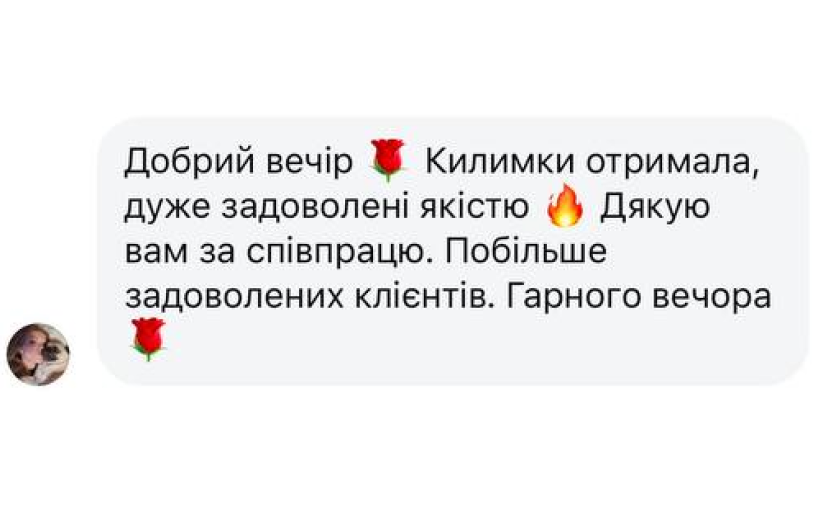 Добрий вечір 🌹 Килимки отримала,
дуже задоволені якістю 🔥 Дякую
вам за співпрацю. Побільше
задоволених клієнтів. Гарного вечора
🌹